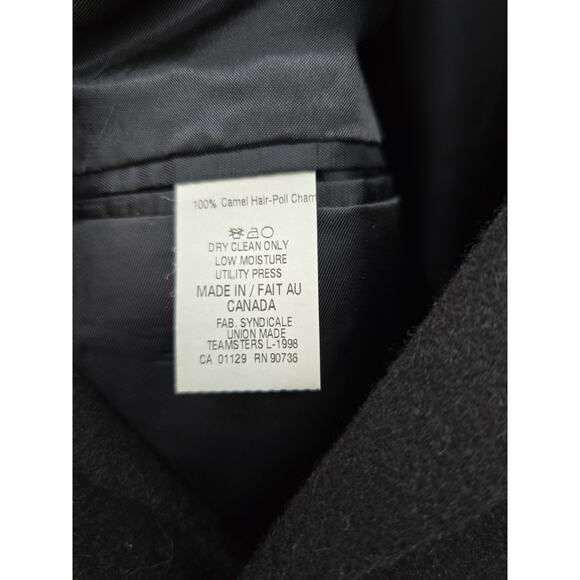 100% Camel Hair-Poil Cham
DRY CLEAN ONLY
LOW MOISTURE
UTILITY PRESS
MADE IN / FAIT AU
CANADA
FAB. SYNDICALE
UNION MADE
TEAMSTERS L-1998
CA 01129 RN 90736